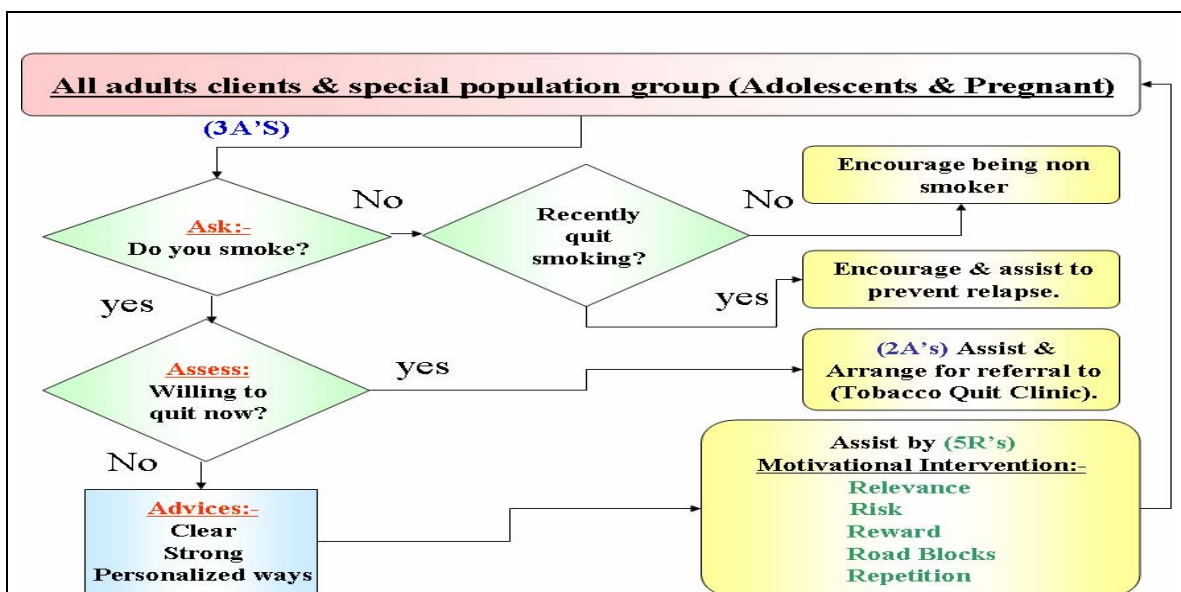 All adults clients & special population group (Adolescents & Pregnant)
(3A'S)
Ask:-
Do you smoke?
No
Recently
quit
smoking?
No
Encourage being non
smoker
yes
Encourage & assist to
prevent relapse.
yes
Assess:
Willing to
quit now?
yes
(2A's) Assist &
Arrange for referral to
(Tobacco Quit Clinic).
No
Advices:-
Clear
Strong
Personalized ways
Assist by (5R's)
Motivational Intervention:-
Relevance
Risk
Reward
Road Blocks
Repetition